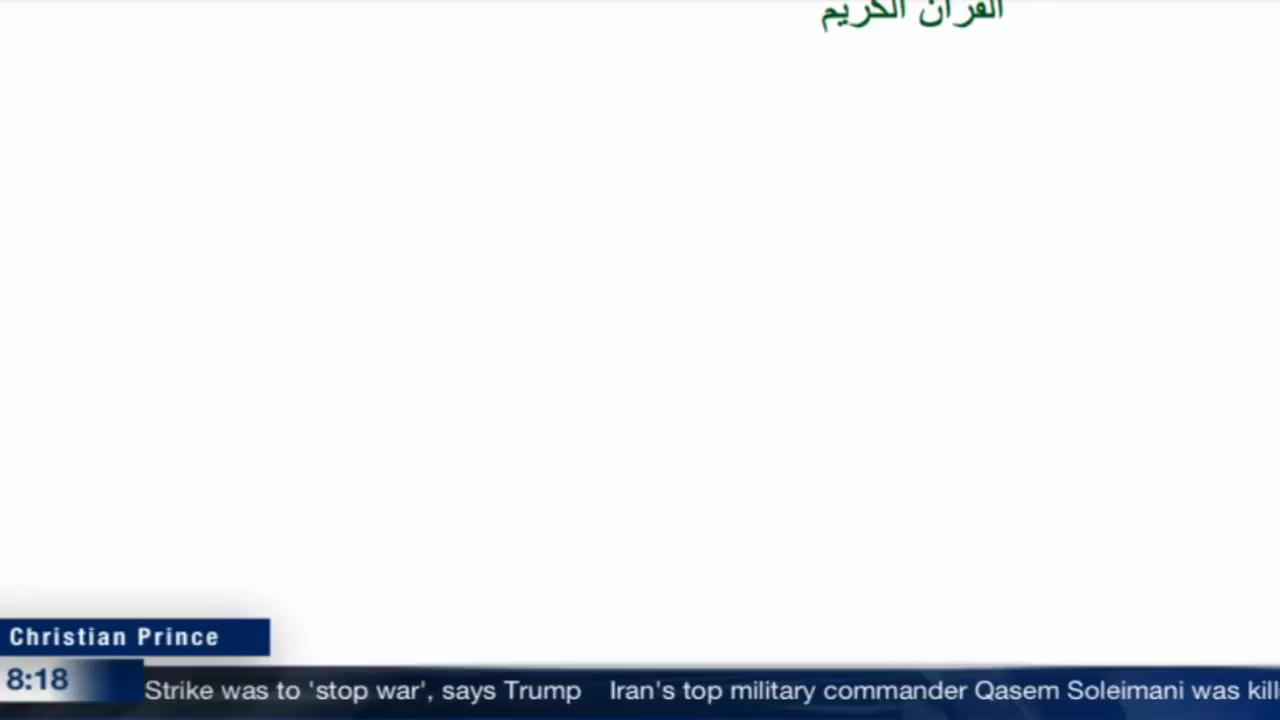 القرآن الكريم
Christian Prince
8:18
Strike was to 'stop war', says Trump Iran's top military commander Qasem Soleimani was kill